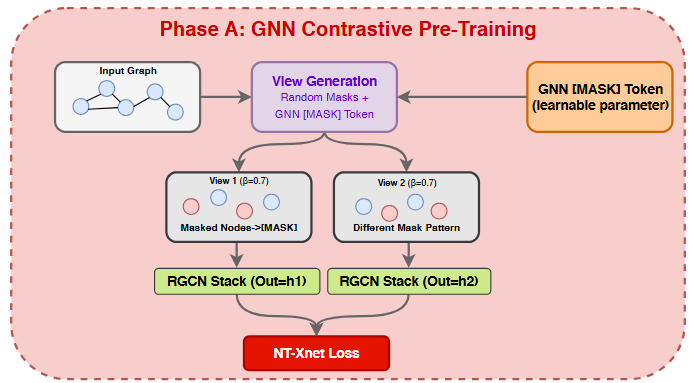 Phase A: GNN Contrastive Pre-Training
Input Graph
View Generation
Random Masks +
GNN [MASK] Token
GNN [MASK] Token
(learnable parameter)
View 1 (β=0.7)
Masked Nodes->[MASK]
View 2 (β=0.7)
Different Mask Pattern
RGCN Stack (Out=h1)
RGCN Stack (Out=h2)
NT-Xnet Loss